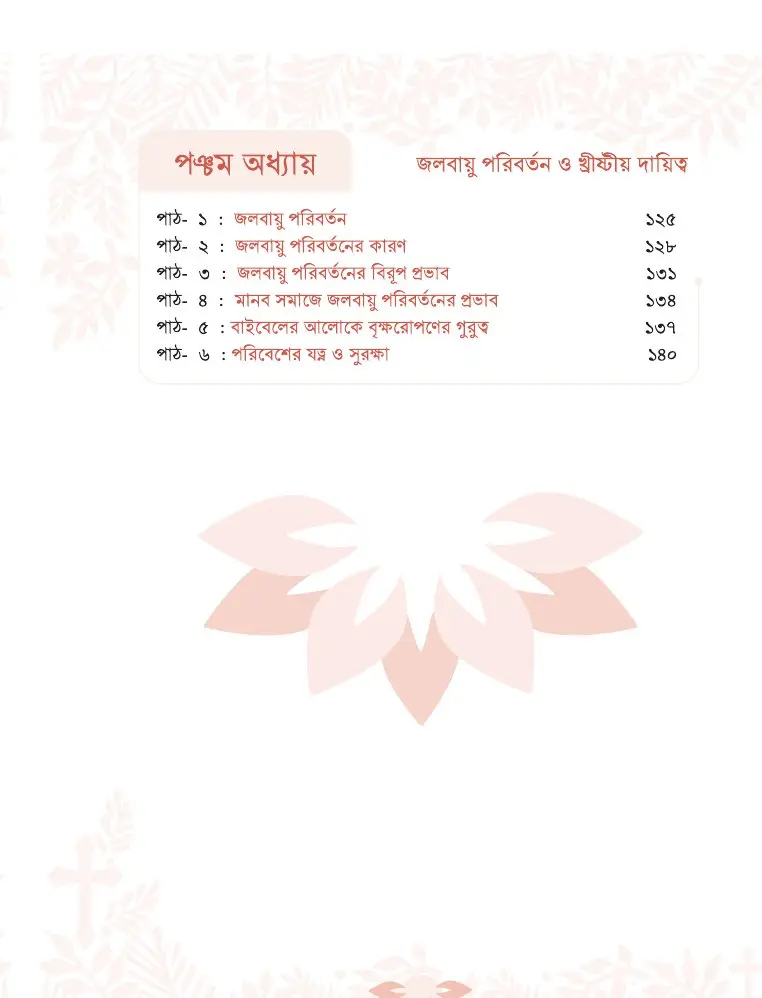 পঞ্চম অধ্যায় জলবায়ু পরিবর্তন ও খ্রীষ্টীয় দায়িত্ব
পাঠ- ১ : জলবায়ু পরিবর্তন ১২৫
পাঠ- ২ : জলবায়ু পরিবর্তনের কারণ ১২৮
পাঠ- ৩ : জলবায়ু পরিবর্তনের বিরূপ প্রভাব ১৩১
পাঠ- ৪ : মানব সমাজে জলবায়ু পরিবর্তনের প্রভাব ১৩৪
পাঠ- ৫ : বাইবেলের আলোকে বৃক্ষরোপণের গুরুত্ব ১৩৭
পাঠ- ৬ : পরিবেশের যত্ন ও সুরক্ষা ১৪০